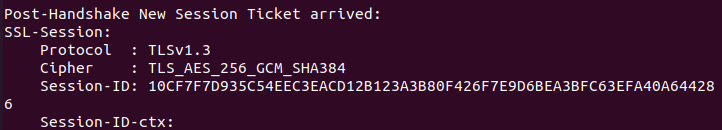 Post-Handshake New Session Ticket arrived:
SSL-Session:
    Protocol  : TLSv1.3
    Cipher    : TLS_AES_256_GCM_SHA384
    Session-ID: 10CF7F7D935C54EEC3EACD12B123A3B80F426F7E9D6BEA3BFC63EFA40A64428
6
    Session-ID-ctx: